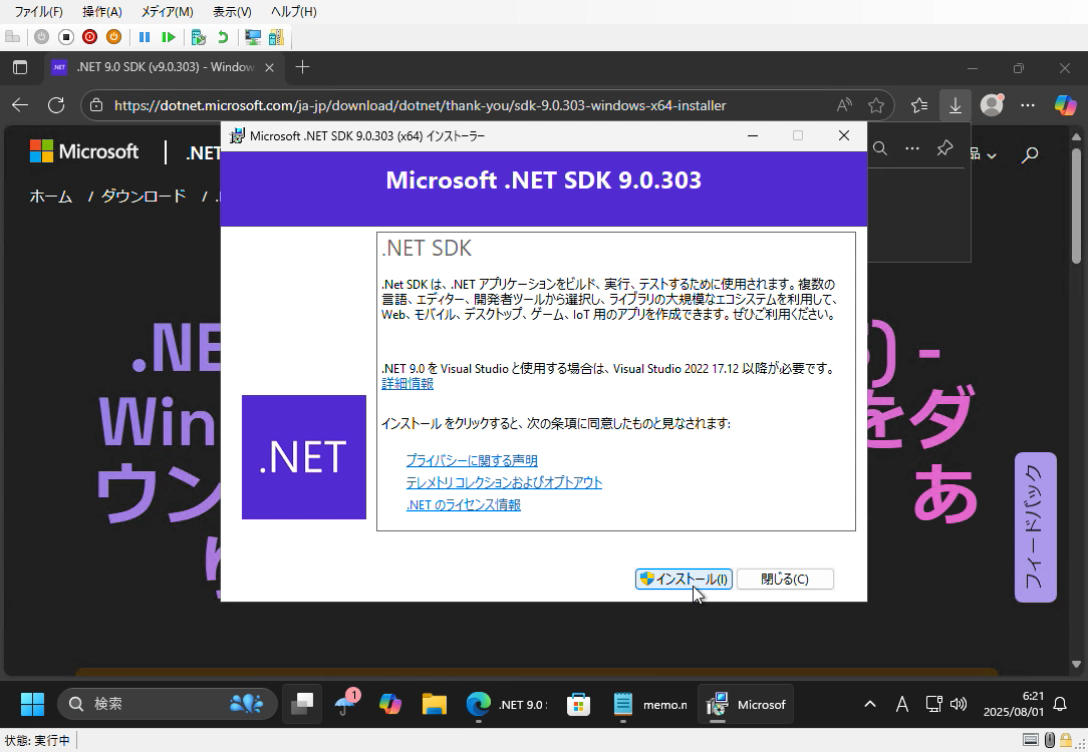 ファイル(F) 操作(A) メディア(M) 表示(V) ヘルプ(H)
.NET 9.0 SDK (v9.0.303) - Window
https://dotnet.microsoft.com/ja-jp/download/dotnet/thank-you/sdk-9.0.303-windows-x64-installer
Microsoft .NET SDK 9.0.303 (x64) インストーラー
Microsoft | .NET
Microsoft .NET SDK 9.0.303
ホーム / ダウンロード /
.NET SDK
.Net SDK は、.NET アプリケーションをビルド、実行、テストするために使用されます。複数の
言語、エディター、開発者ツールから選択し、ライブラリの大規模なエコシステムを利用して、
Web、モバイル、デスクトップ、ゲーム、IoT 用のアプリを作成できます。ぜひご利用ください。
.NET 9.0 を Visual Studio と使用する場合は、Visual Studio 2022 17.12 以降が必要です。
詳細情報
インストール をクリックすると、次の条項に同意したものと見なされます:
プライバシーに関する声明
テレメトリ コレクションおよびオプトアウト
.NET のライセンス情報
.NET
インストール(I) 閉じる(C)
.NE ) -
Win をダ
ウン あ
フィードバック
検索 1 .NET 9.0 : memo.n Microsof A 6:21
2025/08/01
状態: 実行中